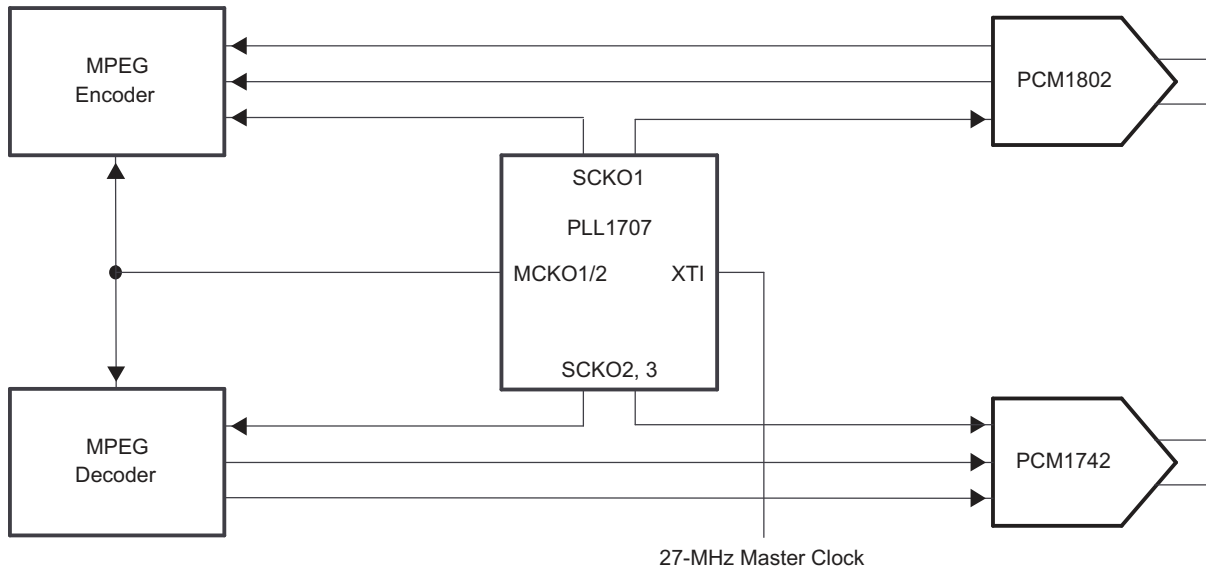 MPEG
Encoder
PCM1802
SCKO1
PLL1707
MCKO1/2
XTI
SCKO2, 3
MPEG
Decoder
PCM1742
27-MHz Master Clock